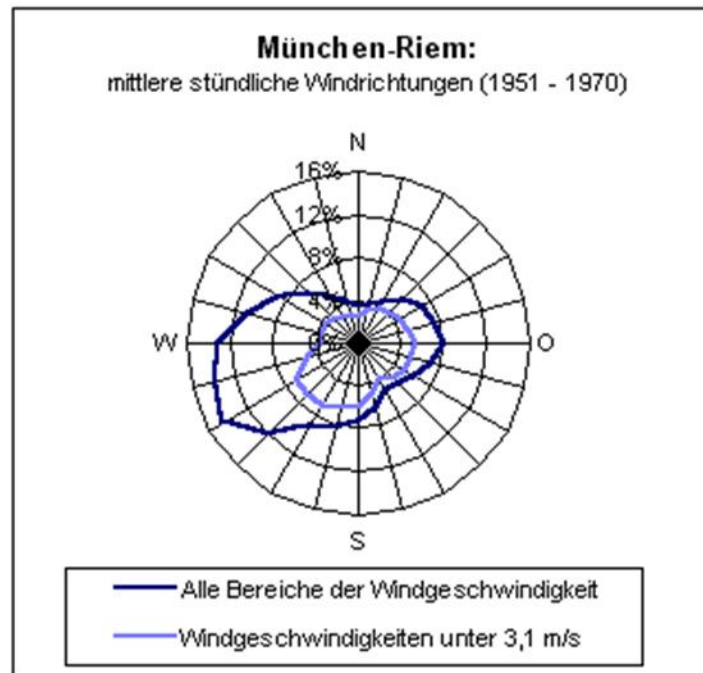 München-Riem:
mittlere stündliche Windrichtungen (1951 - 1970)
N
16%
12%
8%
4%
0%
W
O
S
Alle Bereiche der Windgeschwindigkeit
Windgeschwindigkeiten unter 3,1 m/s